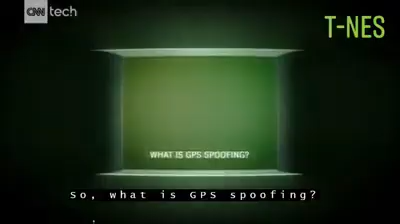 CNN tech
T-NES
WHAT IS GPS SPOOFING?
So, what is GPS spoofing?